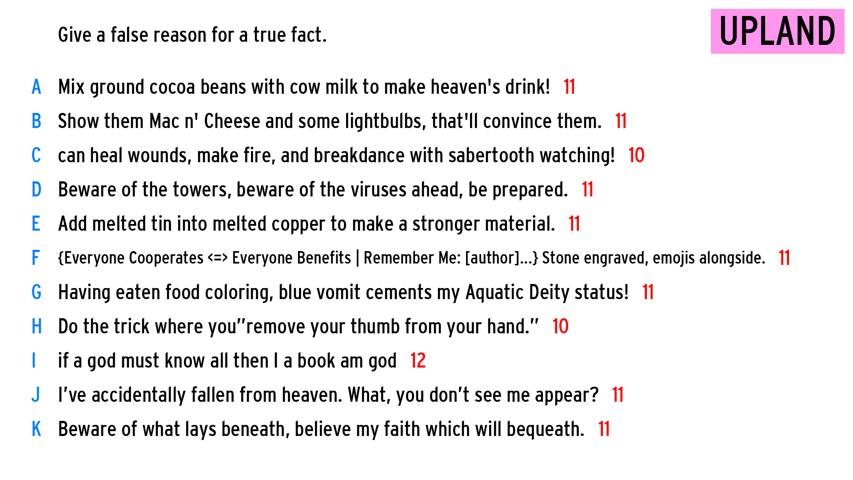 Give a false reason for a true fact.
UPLAND
A Mix ground cocoa beans with cow milk to make heaven's drink! 11
B Show them Mac n' Cheese and some lightbulbs, that'll convince them. 11
C can heal wounds, make fire, and breakdance with sabertooth watching! 10
D Beware of the towers, beware of the viruses ahead, be prepared. 11
E Add melted tin into melted copper to make a stronger material. 11
F {Everyone Cooperates <=> Everyone Benefits | Remember Me: [author]...} Stone engraved, emojis alongside. 11
G Having eaten food coloring, blue vomit cements my Aquatic Deity status! 11
H Do the trick where you”remove your thumb from your hand.” 10
I if a god must know all then I a book am god 12
J I’ve accidentally fallen from heaven. What, you don’t see me appear? 11
K Beware of what lays beneath, believe my faith which will bequeath. 11